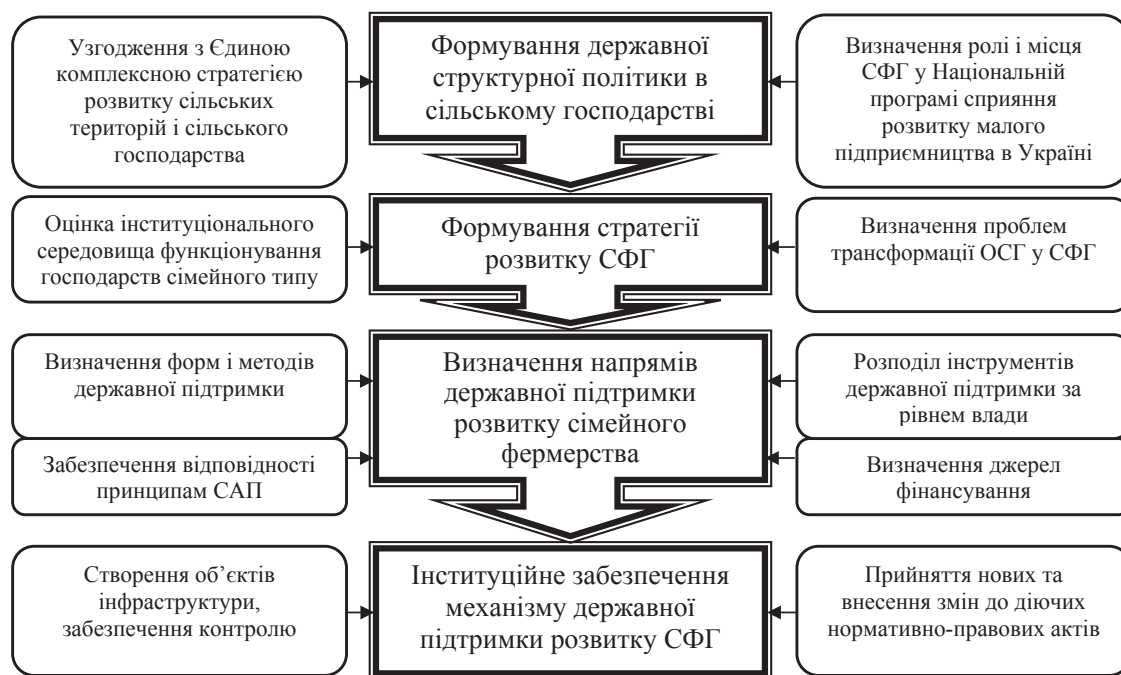 Узгодження з Єдиною
комплексною стратегією
розвитку сільських
територій і сільського
господарства
Формування державної
структурної політики в
сільському господарстві
Визначення ролі і місця
СФГ у Національній
програмі сприяння
розвитку малого
підприємництва в Україні
Оцінка інституціонального
середовища функціонування
господарств сімейного типу
Формування стратегії
розвитку СФГ
Визначення проблем
трансформації ОСГ у СФГ
Визначення форм і методів
державної підтримки
Забезпечення відповідності
принципам САП
Визначення напрямів
державної підтримки
розвитку сімейного
фермерства
Розподіл інструментів
державної підтримки за
рівнем влади
Визначення джерел
фінансування
Створення об’єктів
інфраструктури,
забезпечення контролю
Інституційне забезпечення
механізму державної
підтримки розвитку СФГ
Прийняття нових та
внесення змін до діючих
нормативно-правових актів